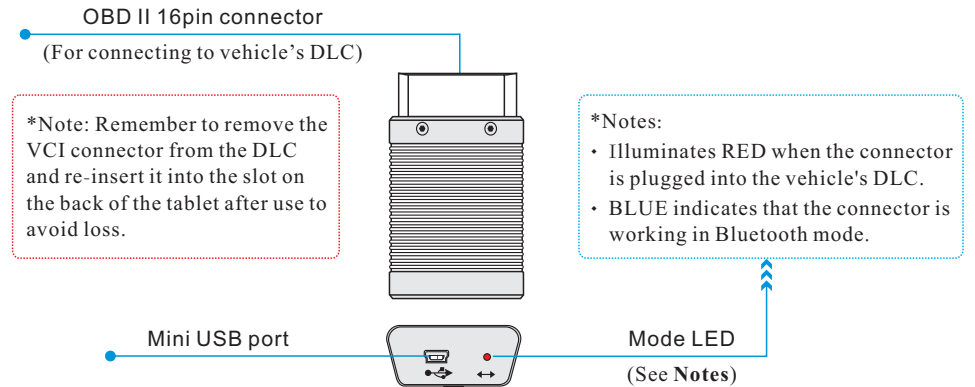 OBD II 16pin connector
(For connecting to vehicle's DLC)
*Note: Remember to remove the
VCI connector from the DLC
and re-insert it into the slot on
the back of the tablet after use to
avoid loss.
*Notes:
· Illuminates RED when the connector
is plugged into the vehicle's DLC.
· BLUE indicates that the connector is
working in Bluetooth mode.
Mini USB port
Mode LED
(See Notes)